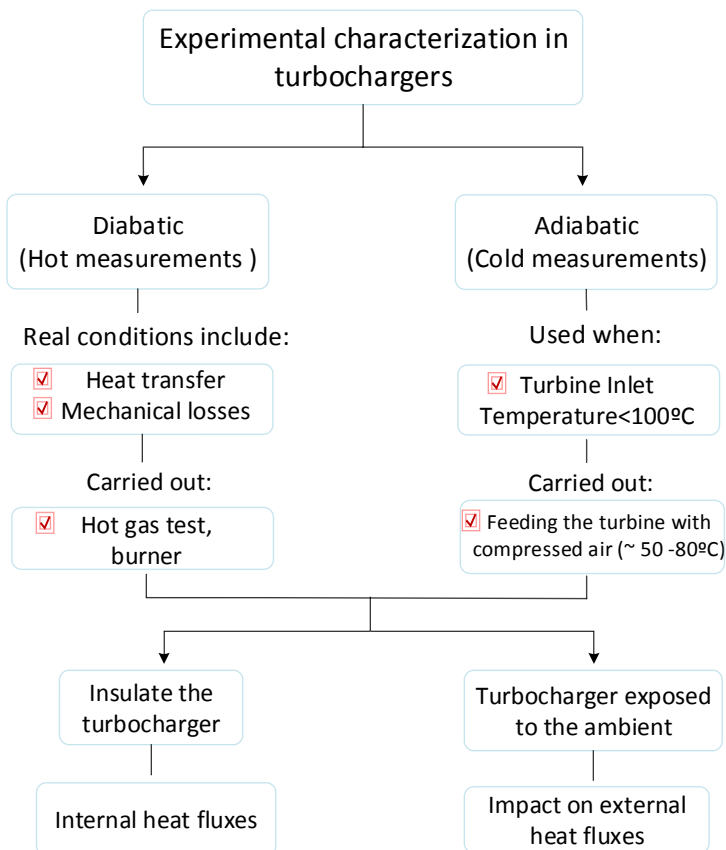 Experimental characterization in
turbochargers
Diabatic
(Hot measurements )
Adiabatic
(Cold measurements)
Real conditions include:
Used when:
Heat transfer
Mechanical losses
Turbine Inlet
Temperature<100ºC
Carried out:
Carried out:
Hot gas test,
burner
Feeding the turbine with
compressed air (~ 50 -80ºC)
Insulate the
turbocharger
Turbocharger exposed
to the ambient
Internal heat fluxes
Impact on external
heat fluxes